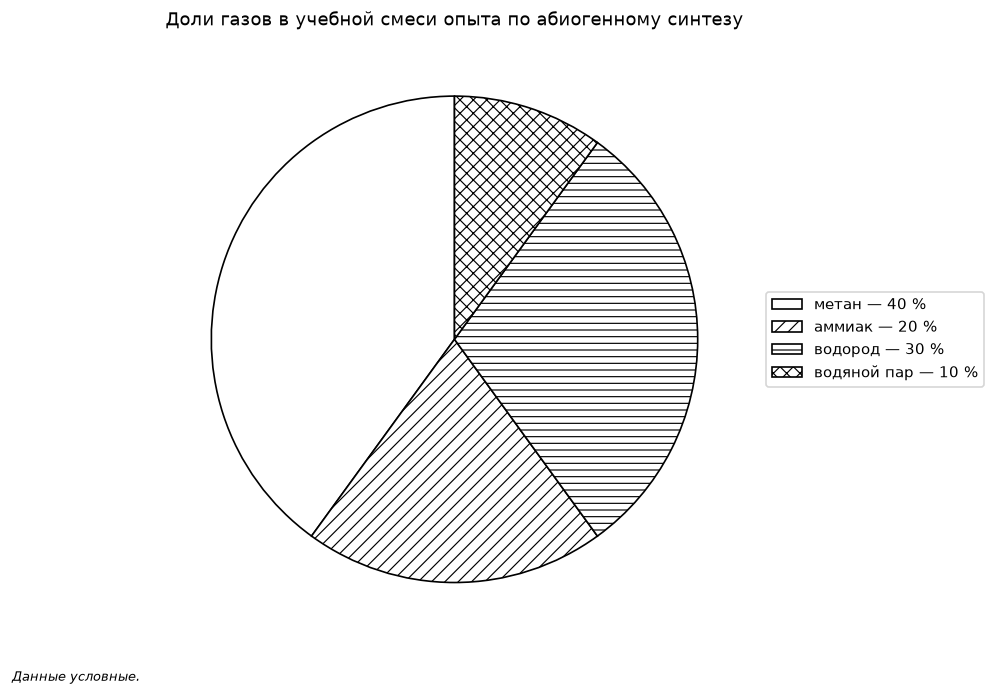 Доли газов в учебной смеси опыта по абиогенному синтезу
метан — 40 %
аммиак — 20 %
водород — 30 %
водяной пар — 10 %
Данные условные.